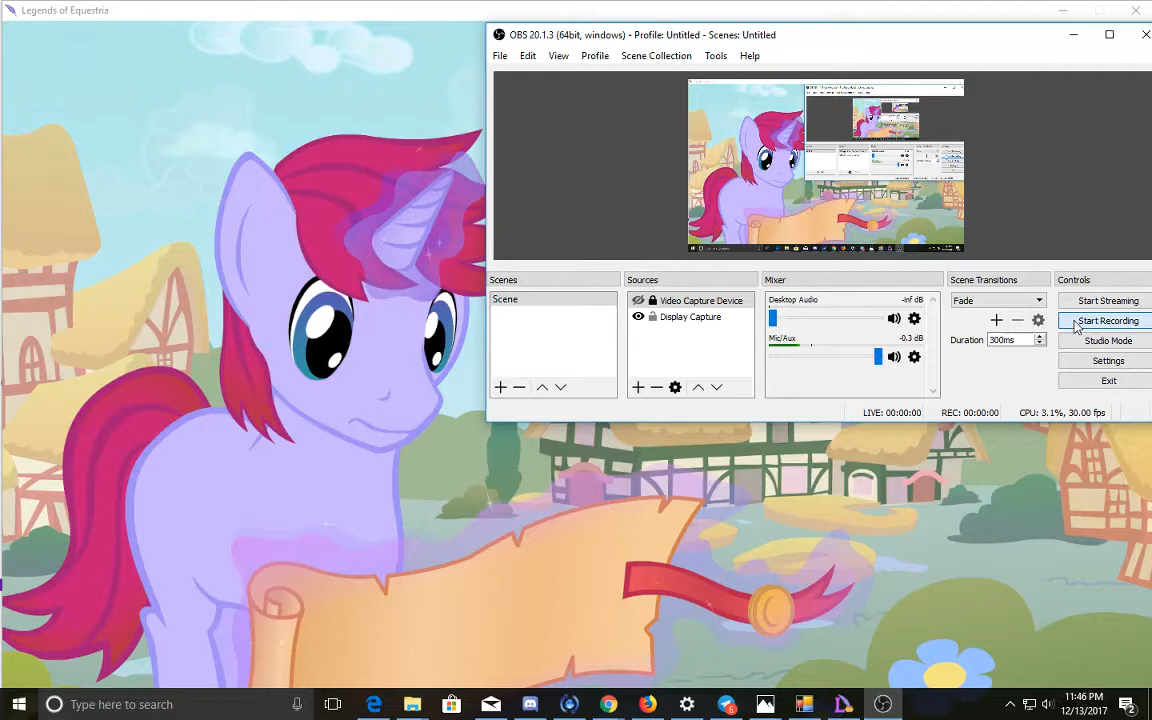 Legends of Equestria
OBS 20.1.3 (64bit, windows) - Profile: Untitled - Scenes: Untitled
File Edit View Profile Scene Collection Tools Help
Scenes Sources Mixer Scene Transitions Controls
Scene Video Capture Device Desktop Audio -inf dB Fade Start Streaming
Display Capture Start Recording
Mic/Aux -0.3 dB Duration 300ms Studio Mode
Settings
Exit
LIVE: 00:00:00 REC: 00:00:00 CPU: 3.1%, 30.00 fps
Type here to search 6 11:46 PM
12/13/2017 2